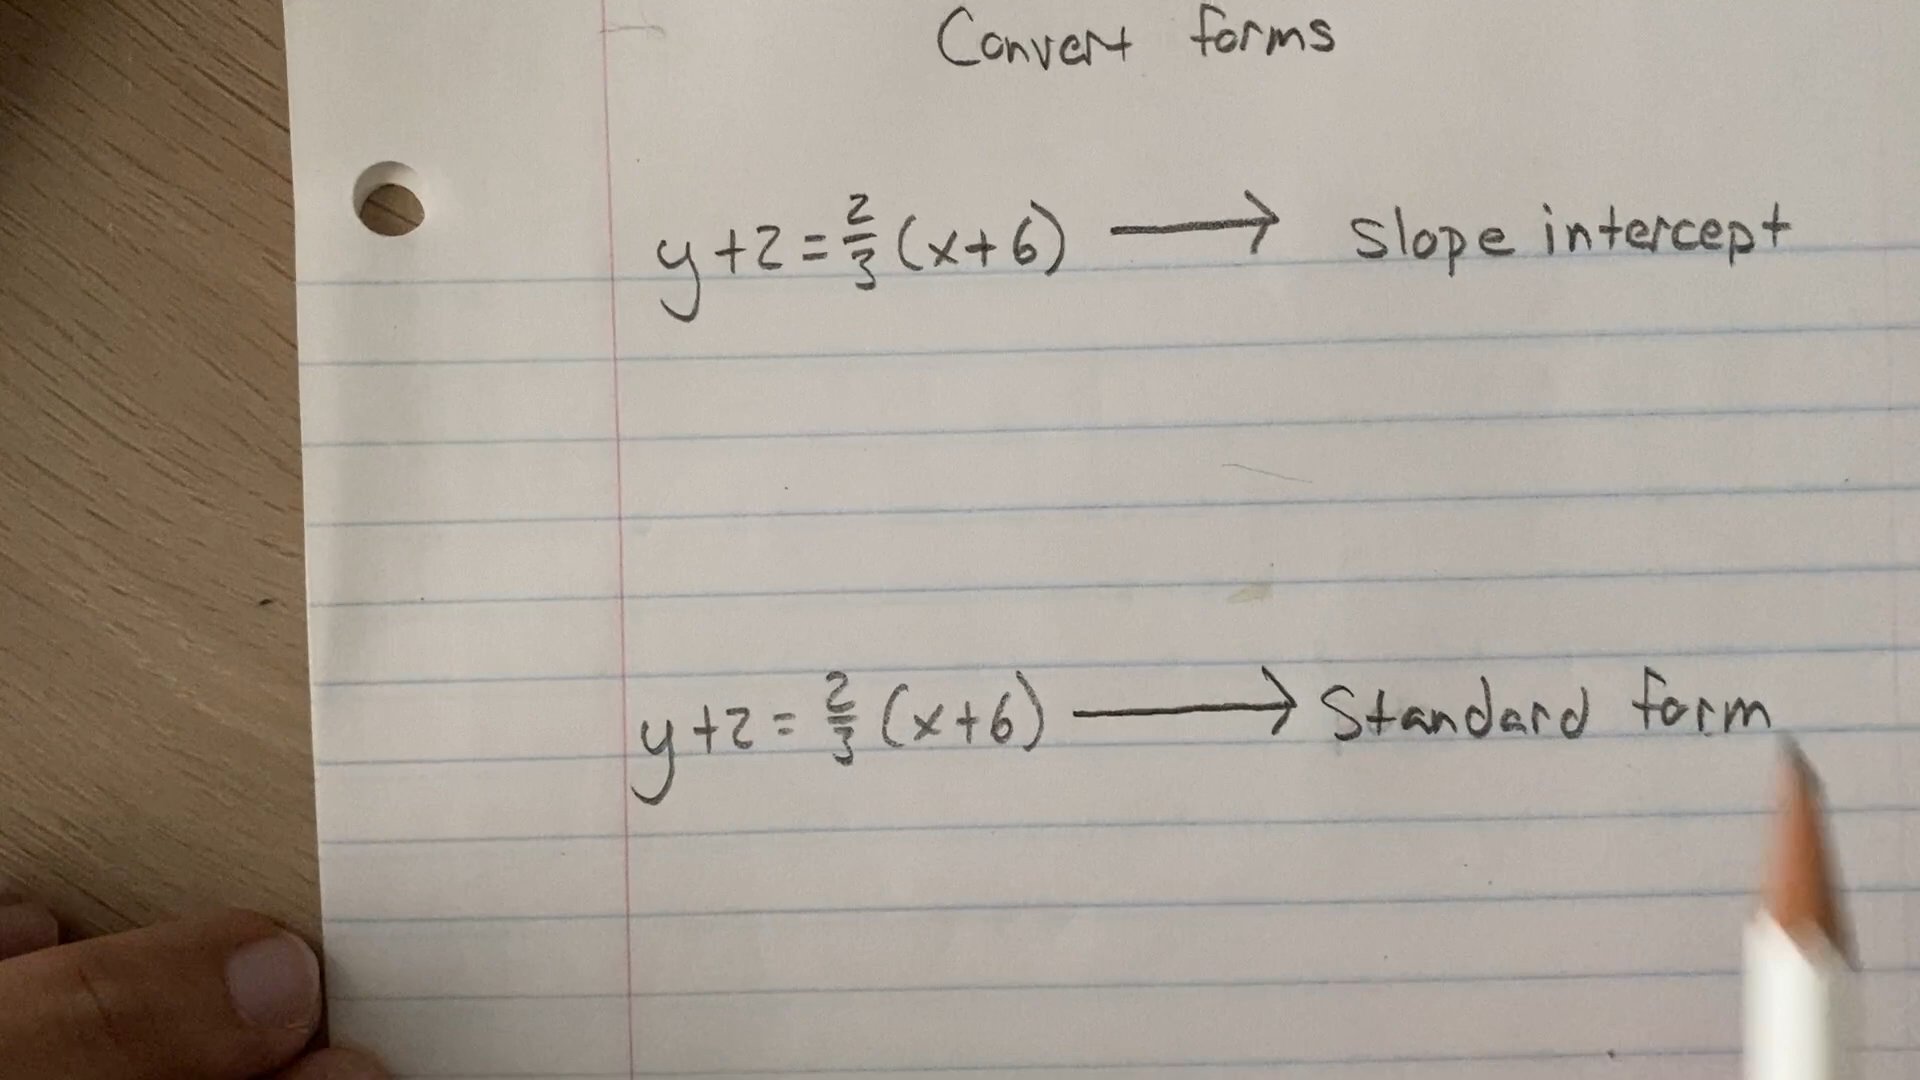 Convert forms
y+2=2/3(x+6) → slope intercept
y+2=2/3(x+6) → Standard form